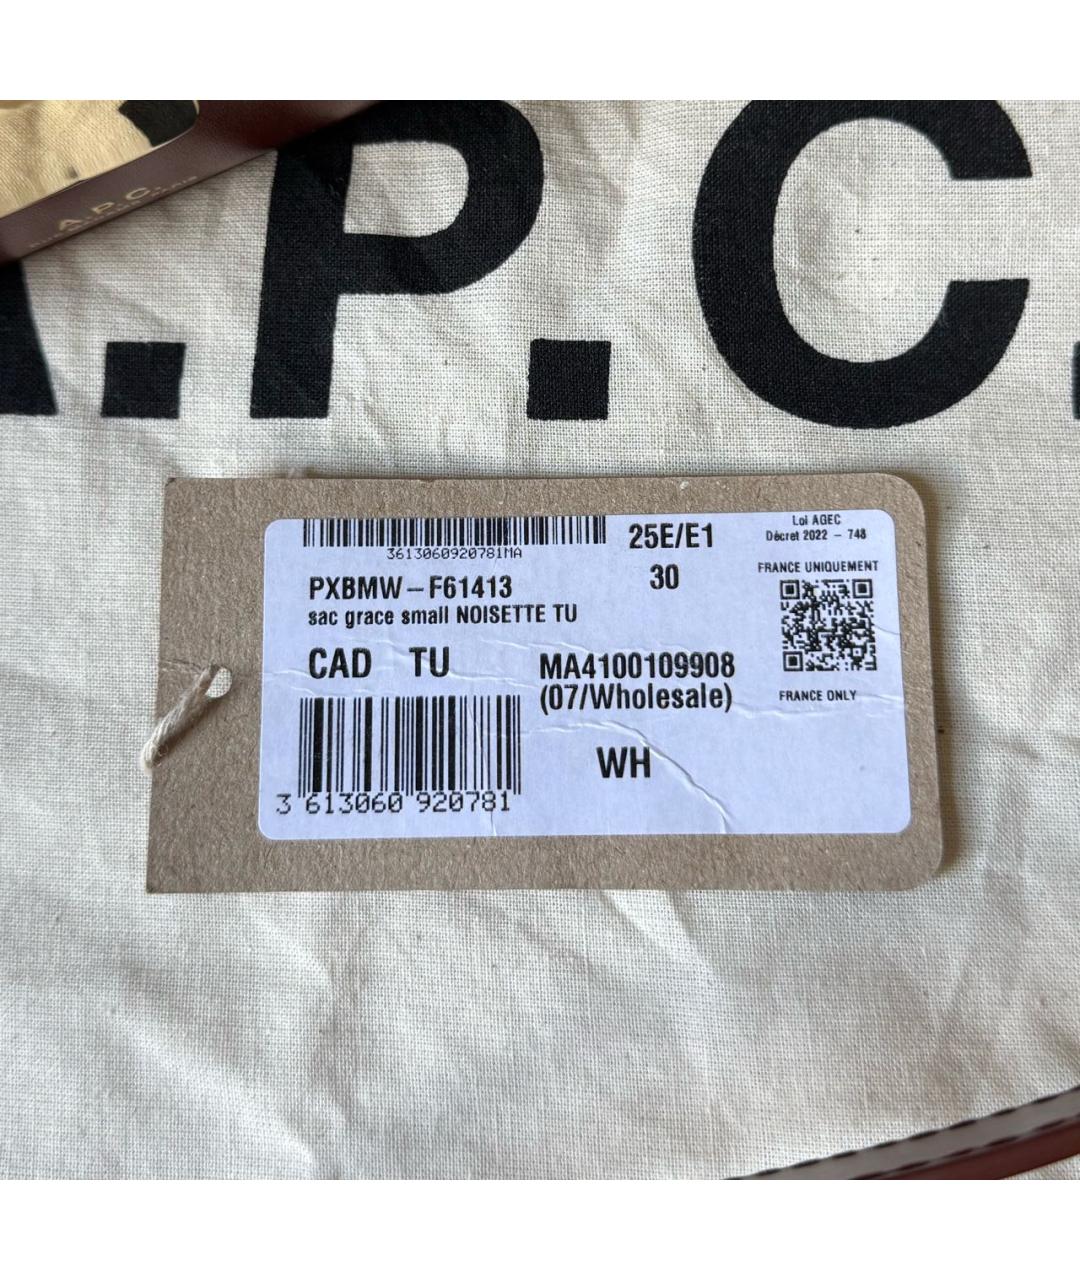 A.P.C.
A.P.C.
3613060920781MA
25E/E1
Loi AGEC
Décret 2022 - 748
PXBMW-F61413
30
FRANCE UNIQUEMENT
sac grace small NOISETTE TU
CAD TU
MA4100109908
(07/Wholesale)
FRANCE ONLY
WH
3 613060 920781